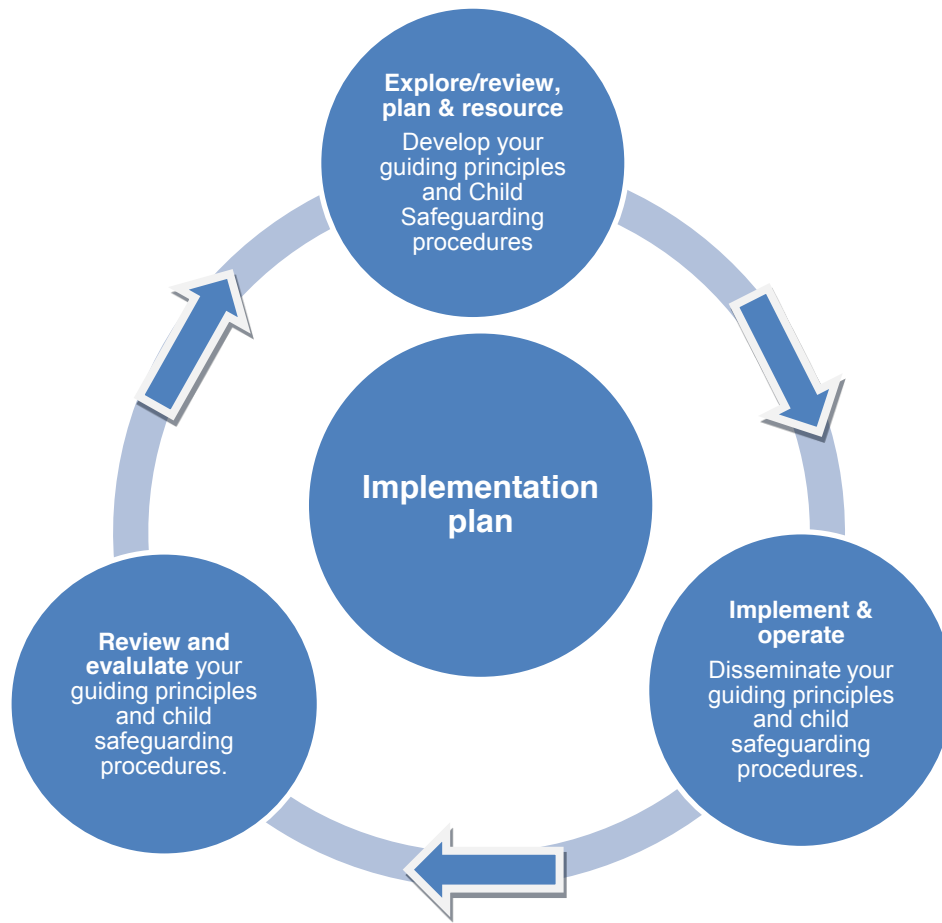 Explore/review,
plan & resource
Develop your
guiding principles
and Child
Safeguarding
procedures
Implementation
plan
Implement &
operate
Disseminate your
guiding principles
and child
safeguarding
procedures.
Review and
evalulate your
guiding principles
and child
safeguarding
procedures.